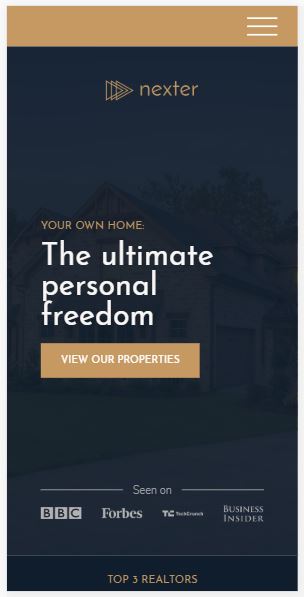 nexter
YOUR OWN HOME:
The ultimate
personal
freedom
VIEW OUR PROPERTIES
Seen on
BBC Forbes TC TechCrunch BUSINESS
INSIDER
TOP 3 REALTORS